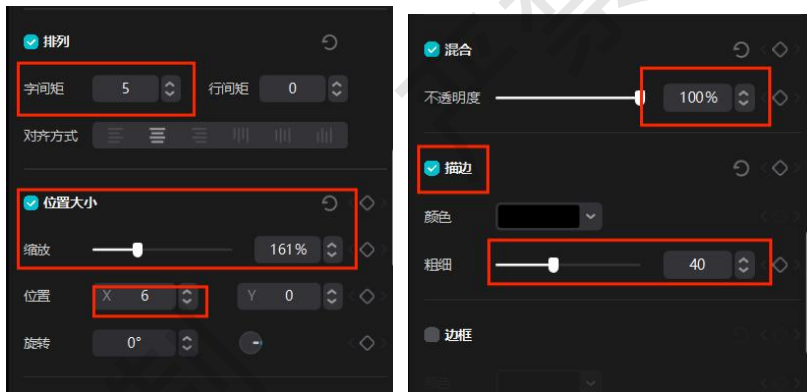 排列
字间矩 5 行间矩 0
对齐方式
位置大小
缩放 161%
位置 X 6 Y 0
旋转 0°
混合
不透明度 100%
描边
颜色
粗细 40
边框